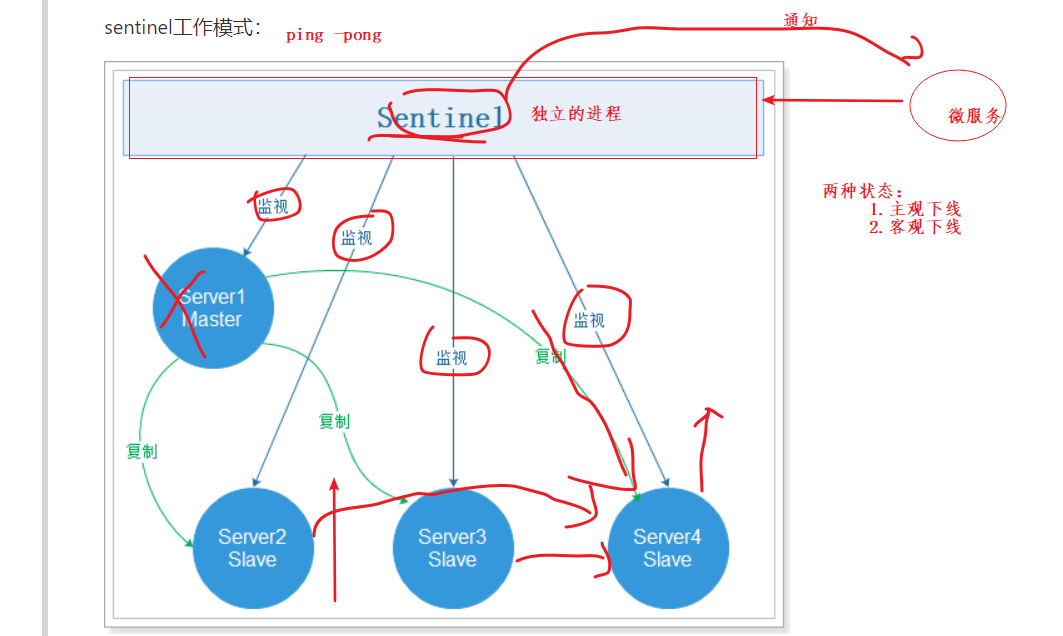 sentinel工作模式：
ping -pong
通知
Sentinel
独立的进程
微服务
两种状态：
1. 主观下线
2. 客观下线
监视
监视
监视
监视
Server1
Master
复制
复制
复制
Server2
Slave
Server3
Slave
Server4
Slave